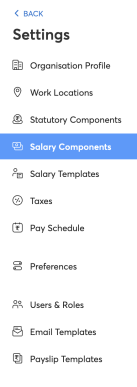 BACK
Settings
Organisation Profile
Work Locations
Statutory Components
Salary Components
Salary Templates
Taxes
Pay Schedule
Preferences
Users & Roles
Email Templates
Payslip Templates